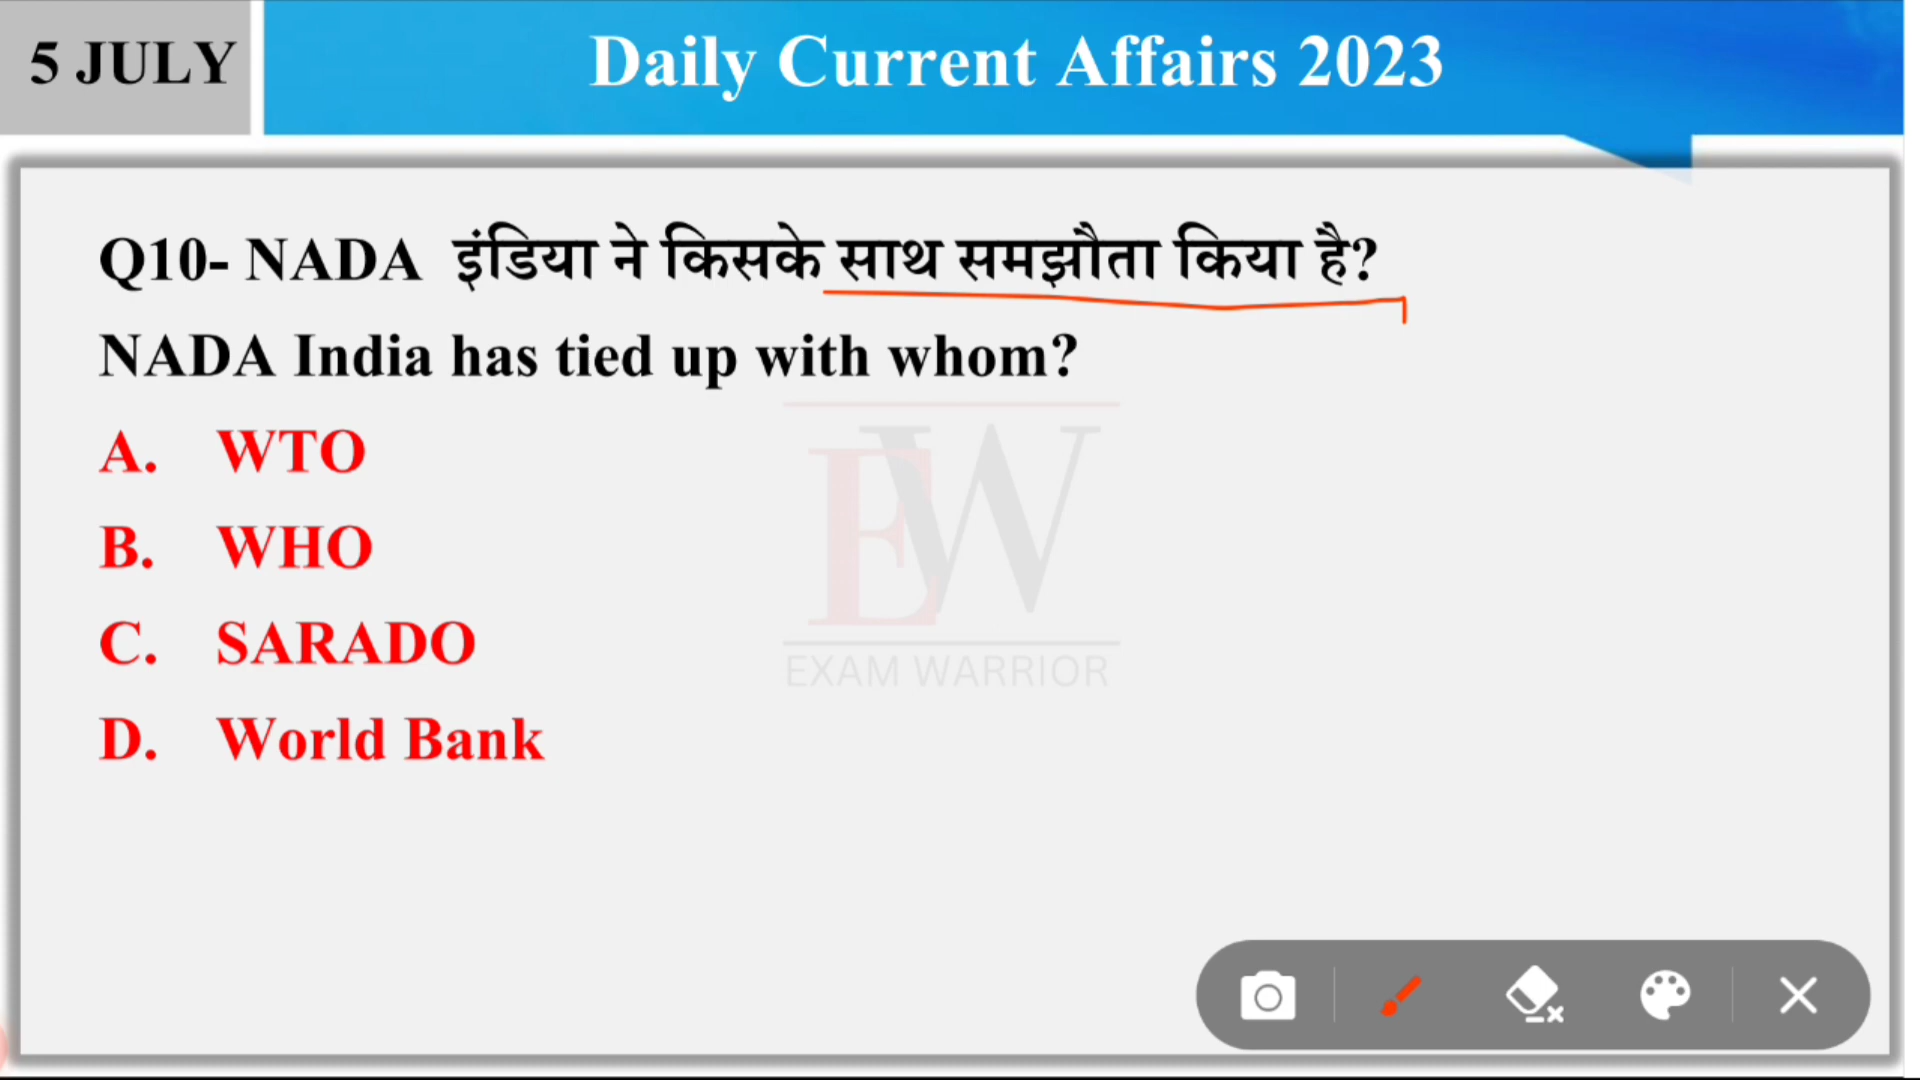 5 JULY
Daily Current Affairs 2023
Q10- NADA इंडिया ने किसके साथ समझौता किया है?
NADA India has tied up with whom?
A. WTO
B. WHO
C. SARADO
D. World Bank
EW
EXAM WARRIOR